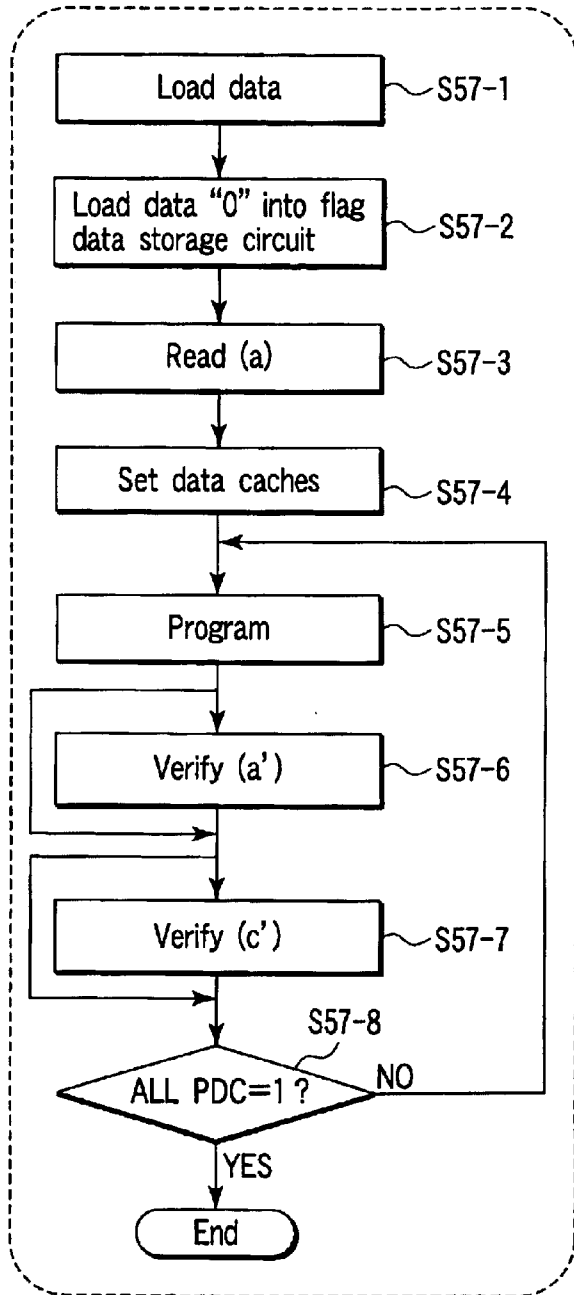 Load data
S57-1
Load data “0” into flag
data storage circuit
S57-2
Read (a)
S57-3
Set data caches
S57-4
Program
S57-5
Verify (a’)
S57-6
Verify (c’)
S57-7
S57-8
ALL PDC=1 ?
NO
YES
End